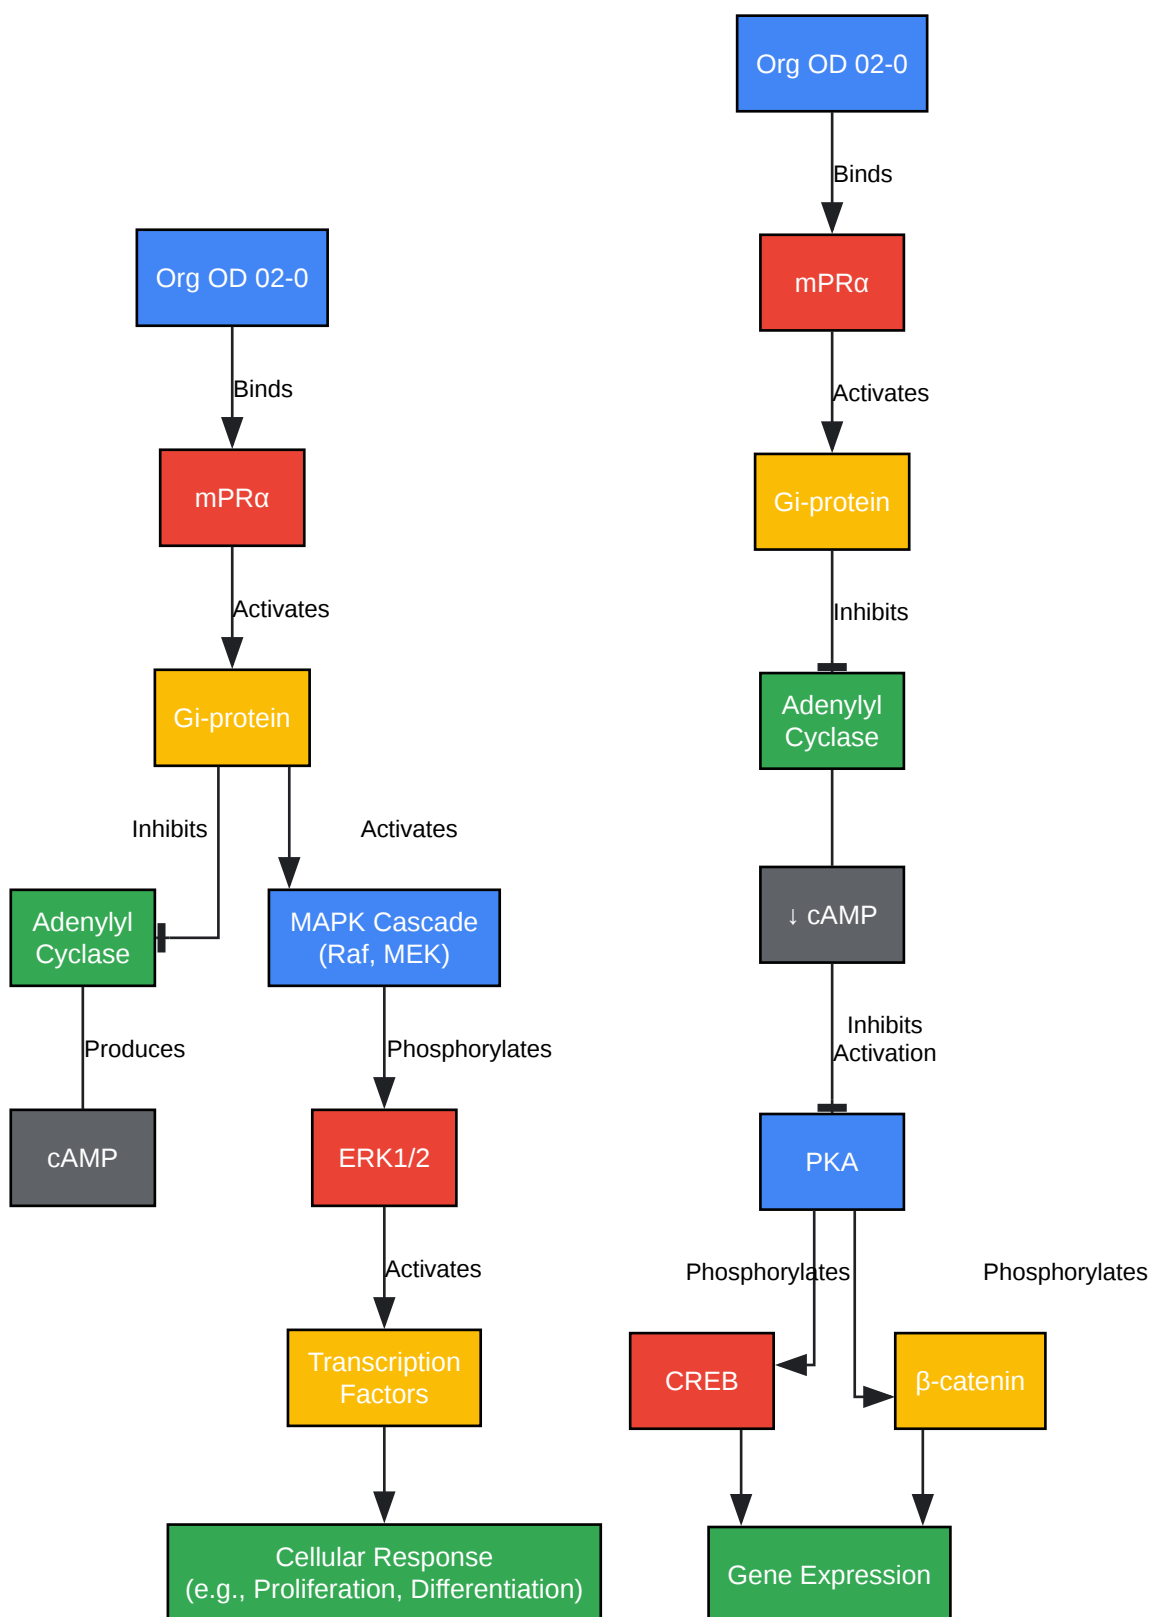 Org OD 02-0
Binds
mPRα
Activates
Gi-protein
Inhibits
Activates
Adenylyl
Cyclase
MAPK Cascade
(Raf, MEK)
Produces
Phosphorylates
cAMP
ERK1/2
Activates
Transcription
Factors
Cellular Response
(e.g., Proliferation, Differentiation)
Org OD 02-0
Binds
mPRα
Activates
Gi-protein
Inhibits
Adenylyl
Cyclase
↓ cAMP
Inhibits
Activation
PKA
Phosphorylates
Phosphorylates
CREB
β-catenin
Gene Expression